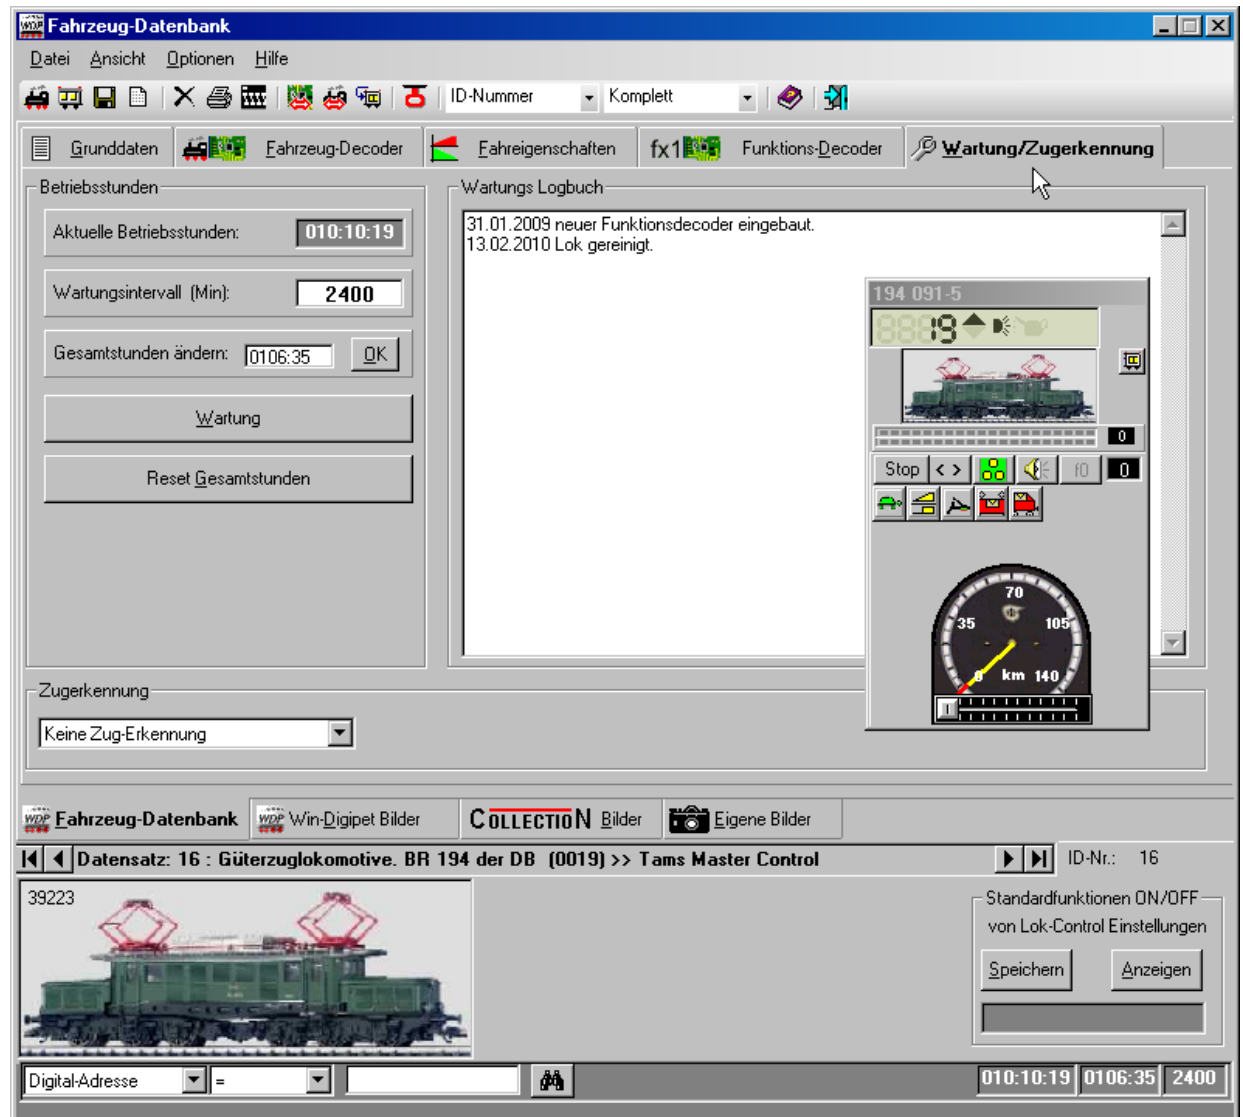 Fahrzeug-Datenbank
Datei Ansicht Optionen Hilfe
ID-Nummer Komplett
Grunddaten Fahrzeug-Decoder Fahreigenschaften fx1 Funktions-Decoder Wartung/Zugerkennung
Betriebsstunden
Aktuelle Betriebsstunden: 010:10:19
Wartungsintervall (Min): 2400
Gesamtstunden ändern: 0106:35 OK
Wartung
Reset Gesamtstunden
Wartungs Logbuch
31.01.2009 neuer Funktionsdecoder eingebaut.
13.02.2010 Lok gereinigt.
194 091-5
19
0
Stop < > f0 0
70
35 105
0 km 140
Zugerkennung
Keine Zug-Erkennung
WDP Fahrzeug-Datenbank WDP Win-Digipet Bilder COLLECTION Bilder Eigene Bilder
Datensatz: 16 : Güterzuglokomotive. BR 194 der DB (0019) >> Tams Master Control ID-Nr.: 16
39223
Standardfunktionen ON/OFF
von Lok-Control Einstellungen
Speichern Anzeigen
Digital-Adresse = 010:10:19 0106:35 2400